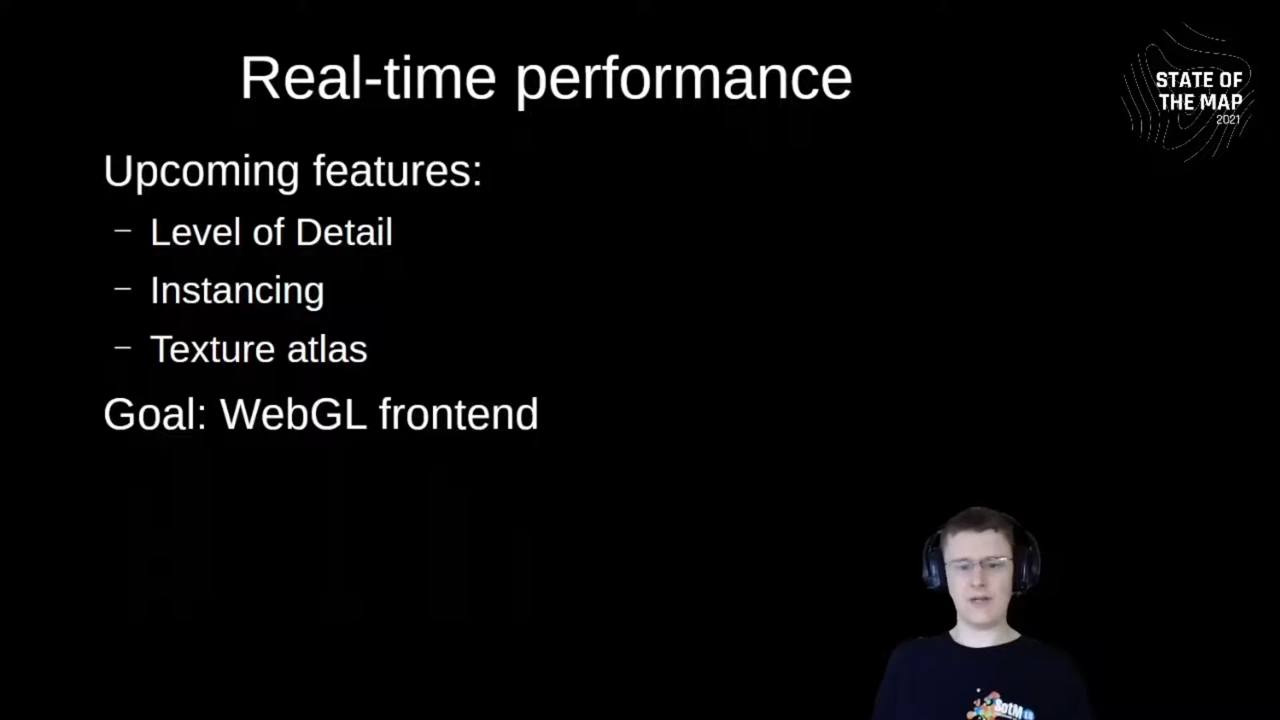 Real-time performance
STATE OF
THE MAP
2021
Upcoming features:
– Level of Detail
– Instancing
– Texture atlas
Goal: WebGL frontend
SotM